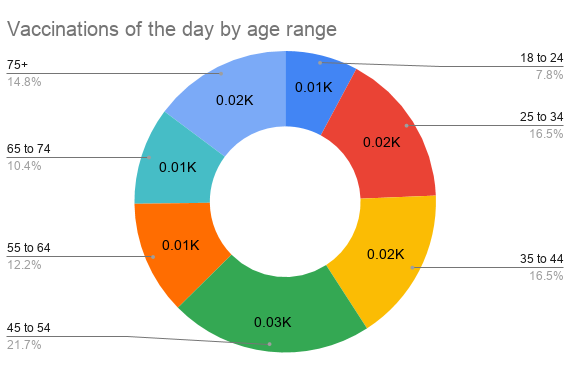 Vaccinations of the day by age range
18 to 24
7.8%
25 to 34
16.5%
35 to 44
16.5%
45 to 54
21.7%
55 to 64
12.2%
65 to 74
10.4%
75+
14.8%
0.01K
0.02K
0.02K
0.03K
0.01K
0.01K
0.02K